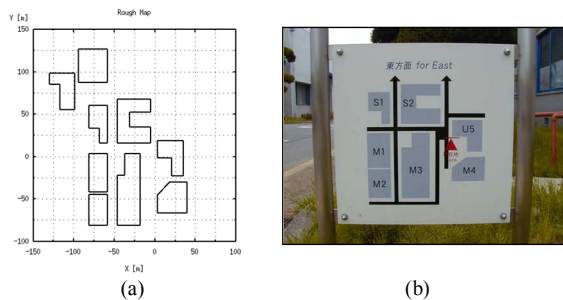 Rough Map
Y [m]
150
100
50
0
-50
-100
-150
-100
-50
0
50
100
X [m]
(a)
東方面 for East
S1
S2
U5
M1
M3
M4
M2
(b)